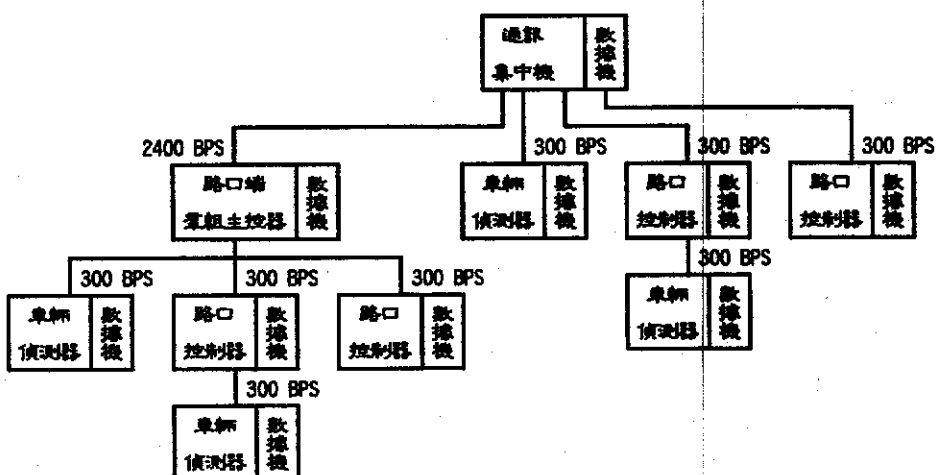 通訊
集中機
數據機
2400 BPS
300 BPS
300 BPS
300 BPS
路口端
羣組主控器
數據機
車輛
偵測器
數據機
路口
控制器
數據機
路口
控制器
數據機
300 BPS
300 BPS
300 BPS
300 BPS
車輛
偵測器
數據機
路口
控制器
數據機
路口
控制器
數據機
車輛
偵測器
數據機
300 BPS
車輛
偵測器
數據機